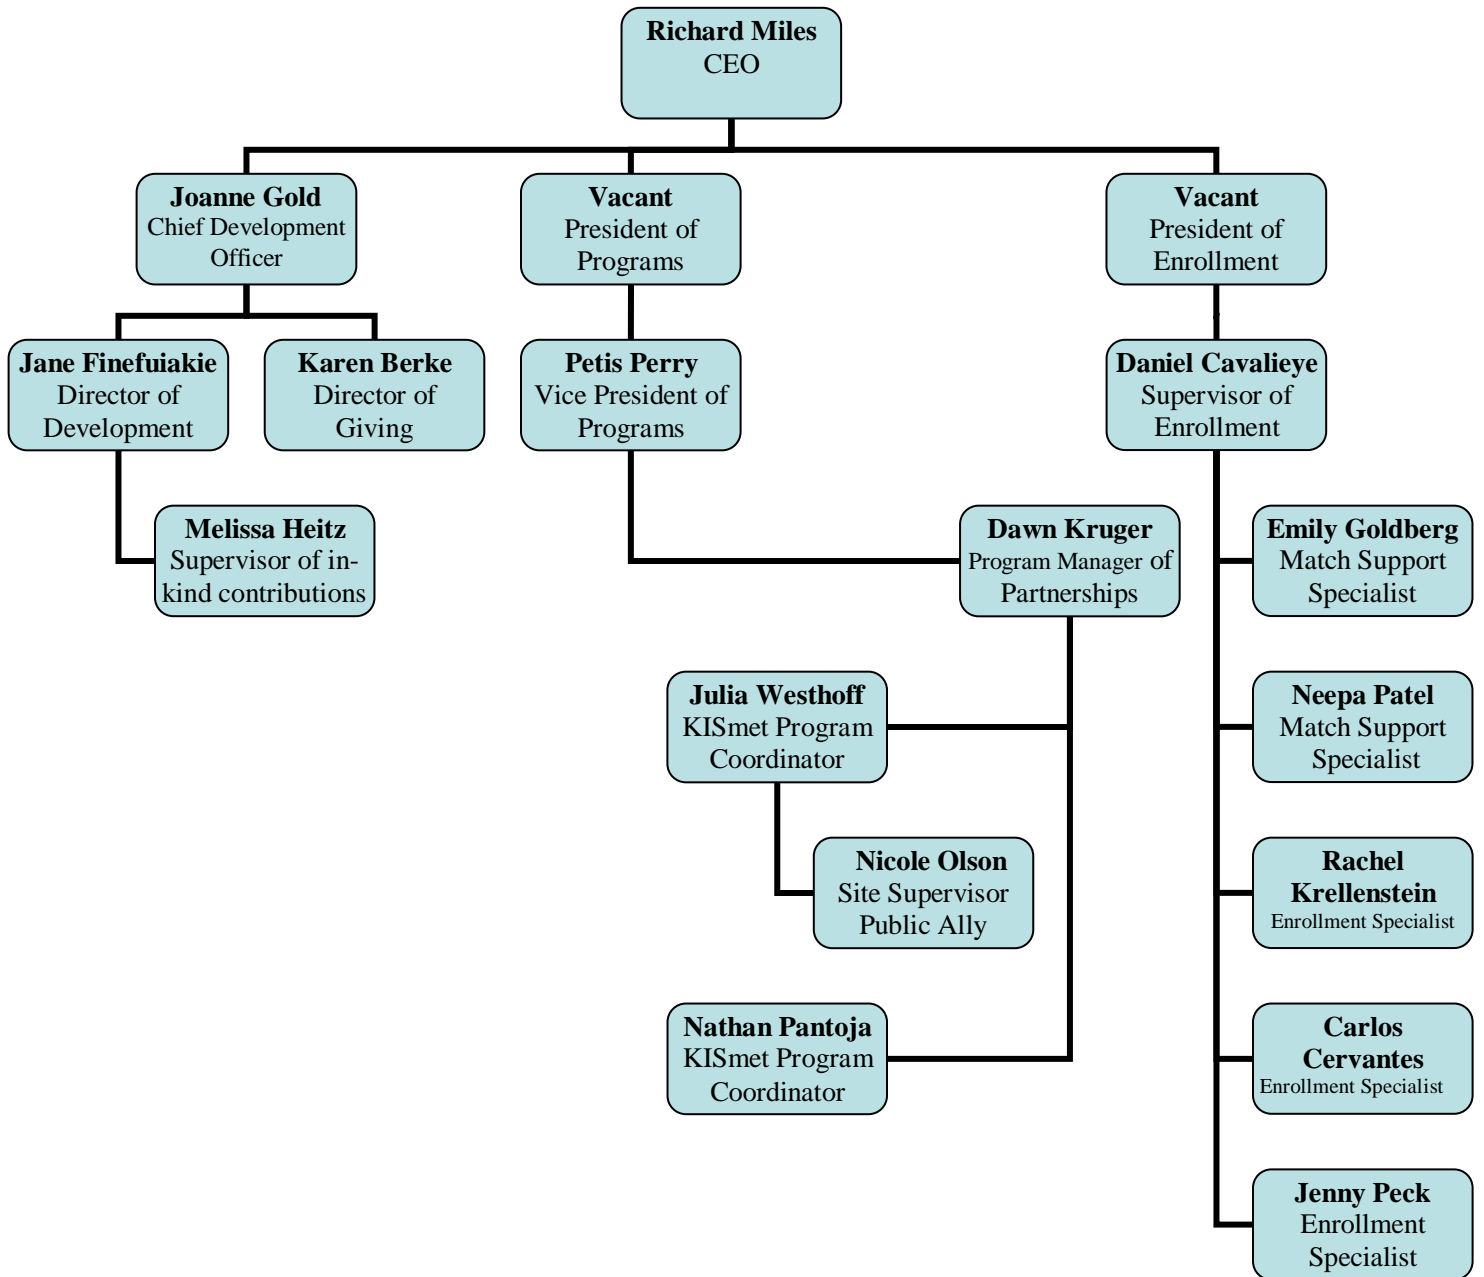 Richard Miles
CEO
Joanne Gold
Chief Development
Officer
Vacant
President of
Programs
Vacant
President of
Enrollment
Jane Finefuiakie
Director of
Development
Karen Berke
Director of
Giving
Petis Perry
Vice President of
Programs
Daniel Cavalieye
Supervisor of
Enrollment
Melissa Heitz
Supervisor of in-
kind contributions
Dawn Kruger
Program Manager of
Partnerships
Emily Goldberg
Match Support
Specialist
Julia Westhoff
KISmet Program
Coordinator
Neepa Patel
Match Support
Specialist
Nicole Olson
Site Supervisor
Public Ally
Rachel
Krellenstein
Enrollment Specialist
Nathan Pantoja
KISmet Program
Coordinator
Carlos
Cervantes
Enrollment Specialist
Jenny Peck
Enrollment
Specialist